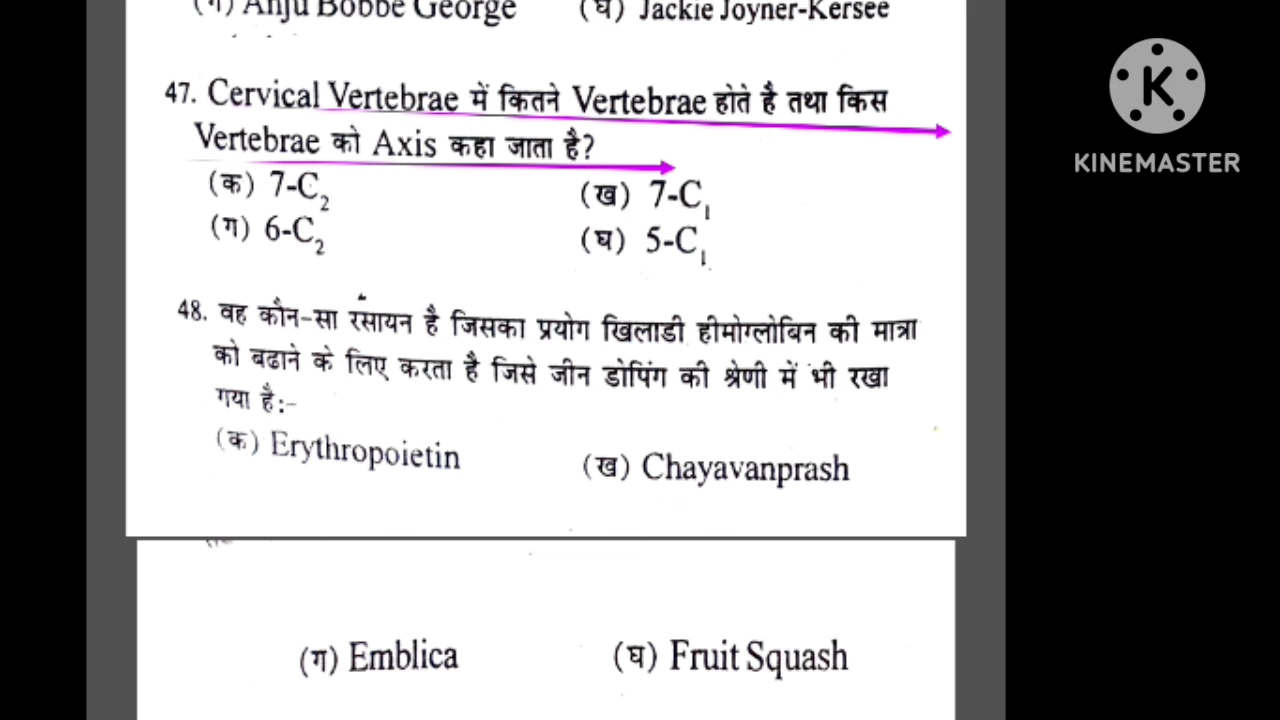 (ग) Anju Bobbe George (घ) Jackie Joyner-Kersee
47. Cervical Vertebrae में कितने Vertebrae होते है तथा किस
Vertebrae को Axis कहा जाता है?
(क) 7-C2 (ख) 7-C1
(ग) 6-C2 (घ) 5-C1
48. वह कौन-सा रसायन है जिसका प्रयोग खिलाडी हीमोग्लोबिन की मात्रा
को बढाने के लिए करता है जिसे जीन डोपिंग की श्रेणी में भी रखा
गया है:-
(क) Erythropoietin (ख) Chayavanprash
(ग) Emblica (घ) Fruit Squash
K
KINEMASTER